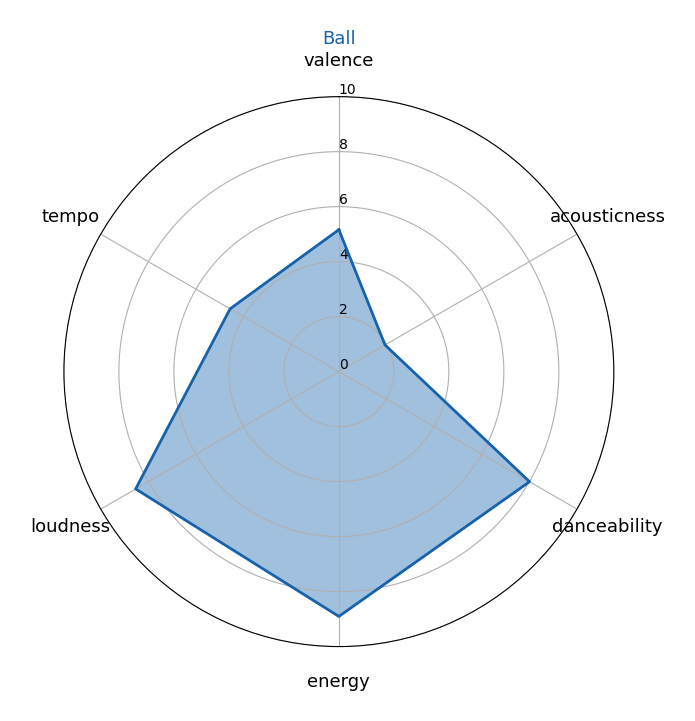 Ball
valence
10
8
6
4
2
0
tempo
acousticness
loudness
danceability
energy